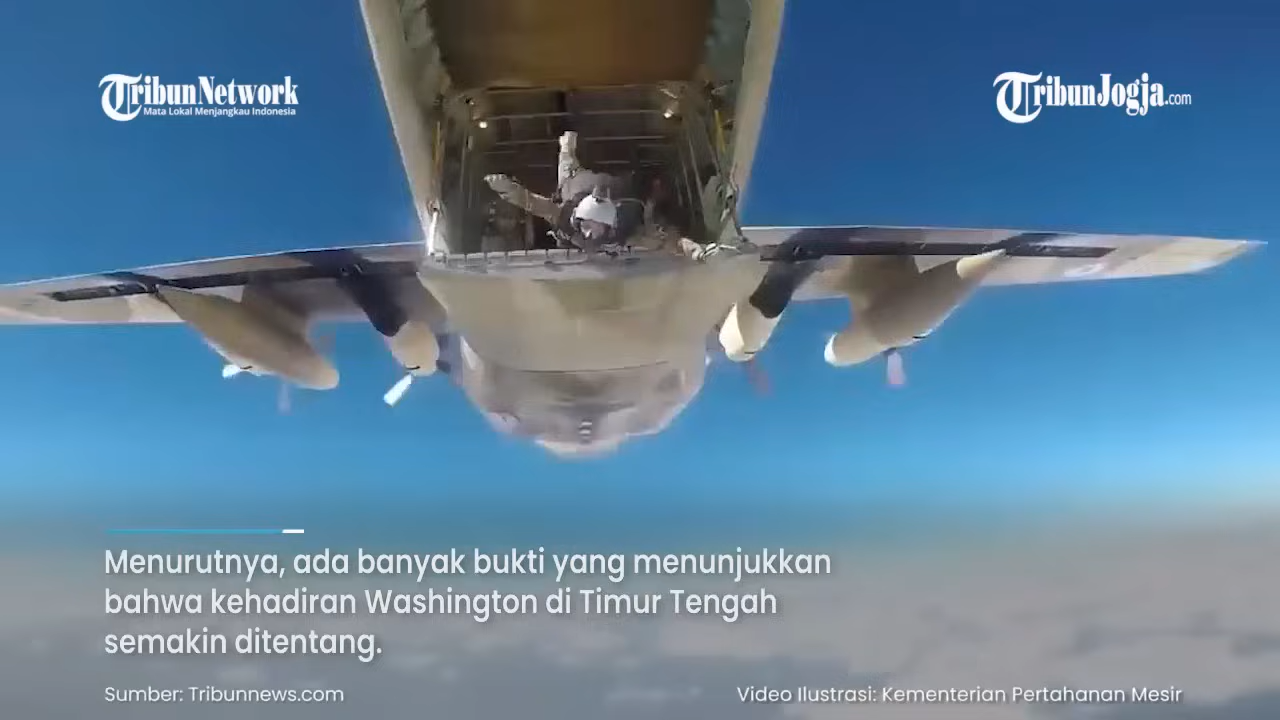 TribunNetwork
Mata Lokal Menjangkau Indonesia
TribunJogja.com
Menurutnya, ada banyak bukti yang menunjukkan
bahwa kehadiran Washington di Timur Tengah
semakin ditentang.
Sumber: Tribunnews.com
Video Ilustrasi: Kementerian Pertahanan Mesir